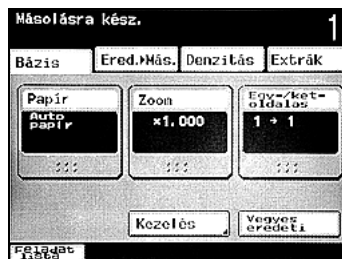 Másolásra kész. 1
Bázis Ered.▸Más. Denzitás Extrák
Papír Zoom Egy-/két-
oldalas
Auto
papír ×1.000 1 → 1
Kezelés Vegyes
eredeti
Feladat
lista